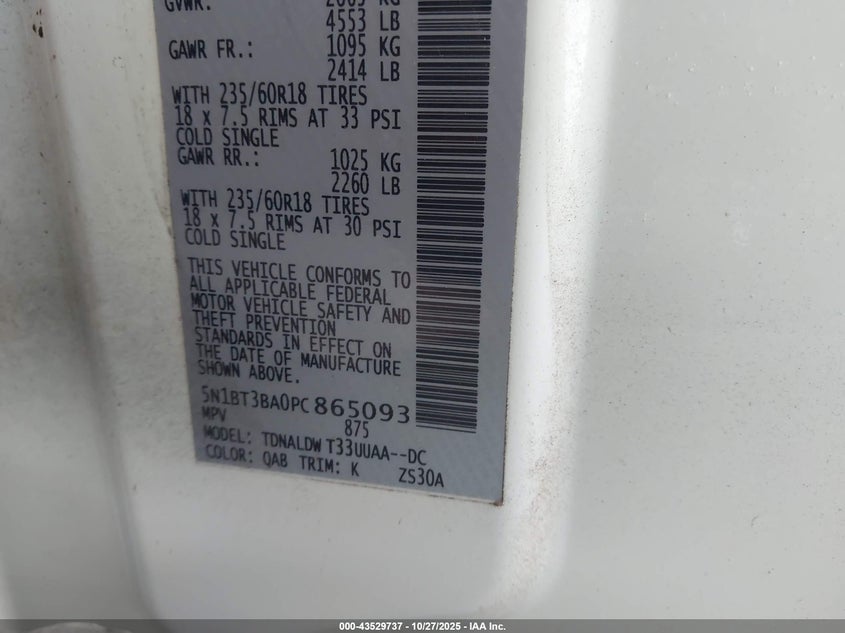 GVWR:
4553 LB
GAWR FR.: 1095 KG
2414 LB
WITH 235/60R18 TIRES
18 x 7.5 RIMS AT 33 PSI
COLD SINGLE
GAWR RR.: 1025 KG
2260 LB
WITH 235/60R18 TIRES
18 x 7.5 RIMS AT 30 PSI
COLD SINGLE
THIS VEHICLE CONFORMS TO
ALL APPLICABLE FEDERAL
MOTOR VEHICLE SAFETY AND
THEFT PREVENTION
STANDARDS IN EFFECT ON
THE DATE OF MANUFACTURE
SHOWN ABOVE.
5N1BT3BA0PC865093
MPV 875
MODEL: TDNALDW T33UUAA--DC
COLOR: QAB TRIM: K ZS30A
000-43529737 - 10/27/2025 - IAA Inc.